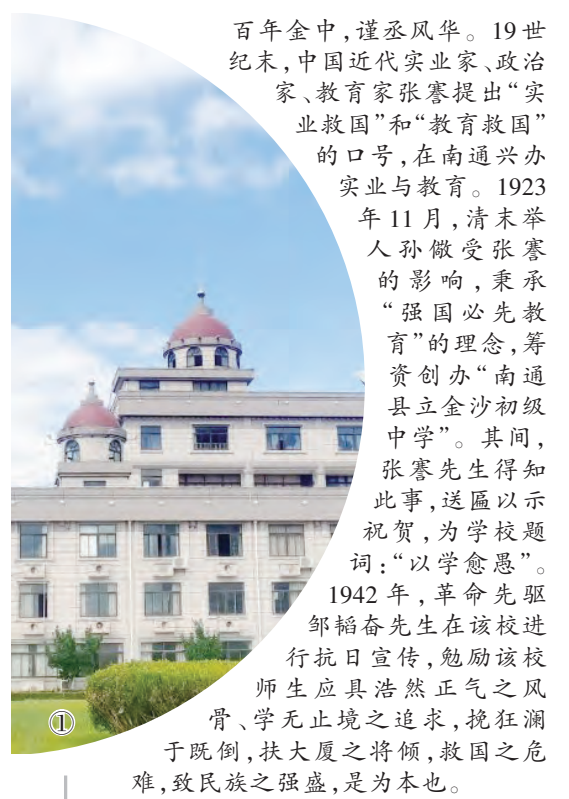 百年金中,谨丞风华。19世
纪末,中国近代实业家、政治
家、教育家张謇提出“实
业救国”和“教育救国”
的口号,在南通兴办
实业与教育。1923
年11月,清末举
人孙儆受张謇
的影响,秉承
“强国必先教
育”的理念,筹
资创办“南通
县立金沙初级
中学”。其间,
张謇先生得知
此事,送匾以示
祝贺,为学校题
词:“以学愈愚”。
1942年,革命先驱
邹韬奋先生在该校进
行抗日宣传,勉励该校
师生应具浩然正气之风
骨、学无止境之追求,挽狂澜
于既倒,扶大厦之将倾,救国之危
难,致民族之强盛,是为本也。
①